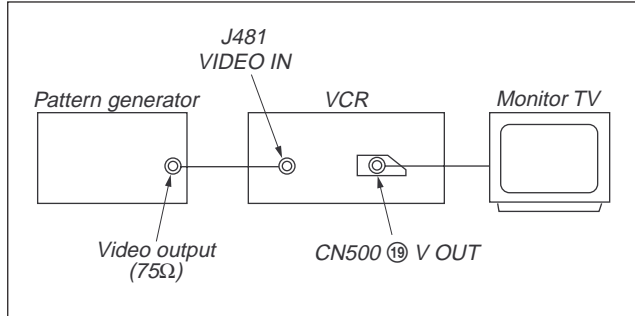 J481
VIDEO IN
Pattern generator
VCR
Monitor TV
Video output
(75Ω)
CN500 ⑲ V OUT